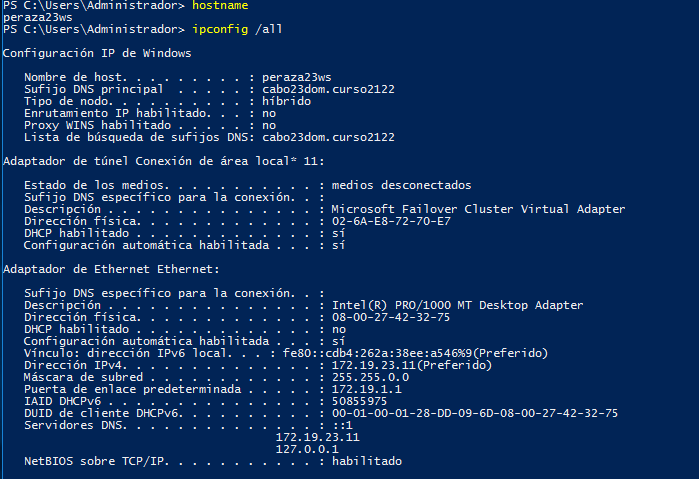 PS C:\Users\Administrador> hostname
peraza23ws
PS C:\Users\Administrador> ipconfig /all
Configuración IP de Windows
Nombre de host. . . . . . . . . : peraza23ws
Sufijo DNS principal  . . . . . : cabo23dom.curso2122
Tipo de nodo. . . . . . . . . . : híbrido
Enrutamiento IP habilitado. . . : no
Proxy WINS habilitado . . . . . : no
Lista de búsqueda de sufijos DNS: cabo23dom.curso2122
Adaptador de túnel Conexión de área local* 11:
Estado de los medios. . . . . . . . . . . : medios desconectados
Sufijo DNS específico para la conexión. . :
Descripción . . . . . . . . . . . . . . . : Microsoft Failover Cluster Virtual Adapter
Dirección física. . . . . . . . . . . . . : 02-6A-E8-72-70-E7
DHCP habilitado . . . . . . . . . . . . . : sí
Configuración automática habilitada . . . : sí
Adaptador de Ethernet Ethernet:
Sufijo DNS específico para la conexión. . :
Descripción . . . . . . . . . . . . . . . : Intel(R) PRO/1000 MT Desktop Adapter
Dirección física. . . . . . . . . . . . . : 08-00-27-42-32-75
DHCP habilitado . . . . . . . . . . . . . : no
Configuración automática habilitada . . . : sí
Vínculo: dirección IPv6 local. . . : fe80::cdb4:262a:38ee:a546%9(Preferido)
Dirección IPv4. . . . . . . . . . . . . . : 172.19.23.11(Preferido)
Máscara de subred . . . . . . . . . . . . : 255.255.0.0
Puerta de enlace predeterminada . . . . . : 172.19.1.1
IAID DHCPv6 . . . . . . . . . . . . . . . : 50855975
DUID de cliente DHCPv6. . . . . . . . . . : 00-01-00-01-28-DD-09-6D-08-00-27-42-32-75
Servidores DNS. . . . . . . . . . . . . . : ::1
172.19.23.11
127.0.0.1
NetBIOS sobre TCP/IP. . . . . . . . . . . : habilitado